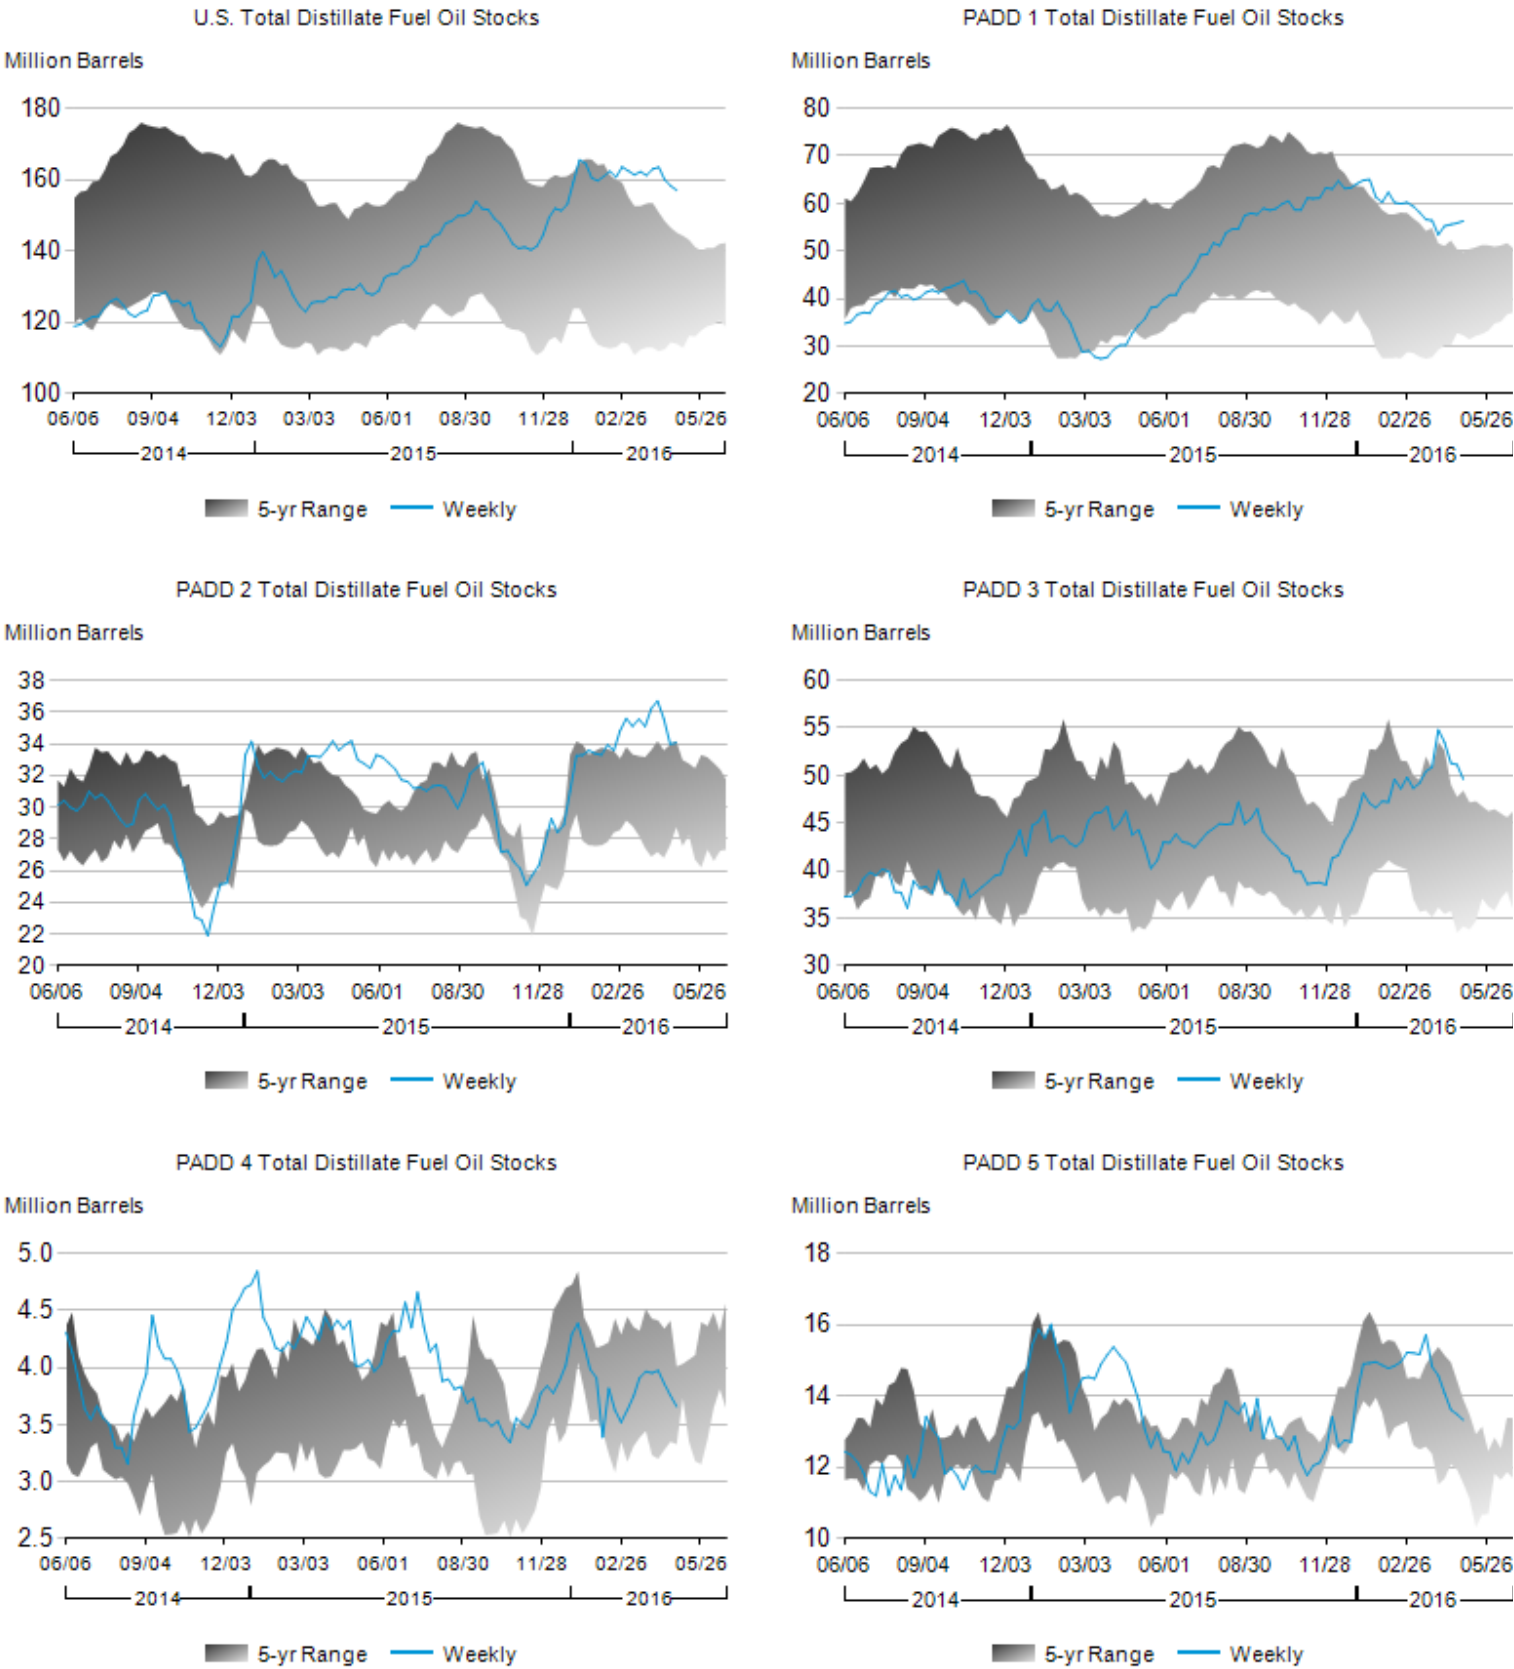 U.S. Total Distillate Fuel Oil Stocks
Million Barrels
180
160
140
120
100
06/06 09/04 12/03 03/03 06/01 08/30 11/28 02/26 05/26
2014 2015 2016
5-yr Range Weekly
PADD 1 Total Distillate Fuel Oil Stocks
Million Barrels
80
70
60
50
40
30
20
06/06 09/04 12/03 03/03 06/01 08/30 11/28 02/26 05/26
2014 2015 2016
5-yr Range Weekly
PADD 2 Total Distillate Fuel Oil Stocks
Million Barrels
38
36
34
32
30
28
26
24
22
20
06/06 09/04 12/03 03/03 06/01 08/30 11/28 02/26 05/26
2014 2015 2016
5-yr Range Weekly
PADD 3 Total Distillate Fuel Oil Stocks
Million Barrels
60
55
50
45
40
35
30
06/06 09/04 12/03 03/03 06/01 08/30 11/28 02/26 05/26
2014 2015 2016
5-yr Range Weekly
PADD 4 Total Distillate Fuel Oil Stocks
Million Barrels
5.0
4.5
4.0
3.5
3.0
2.5
06/06 09/04 12/03 03/03 06/01 08/30 11/28 02/26 05/26
2014 2015 2016
5-yr Range Weekly
PADD 5 Total Distillate Fuel Oil Stocks
Million Barrels
18
16
14
12
10
06/06 09/04 12/03 03/03 06/01 08/30 11/28 02/26 05/26
2014 2015 2016
5-yr Range Weekly